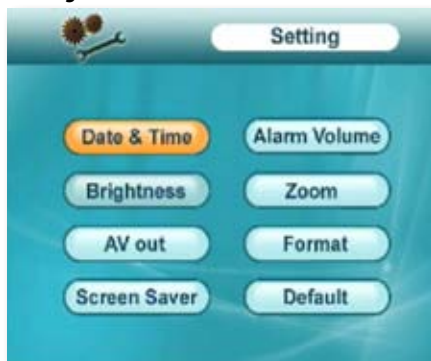 Setting
Date & Time
Alarm Volume
Brightness
Zoom
AV out
Format
Screen Saver
Default